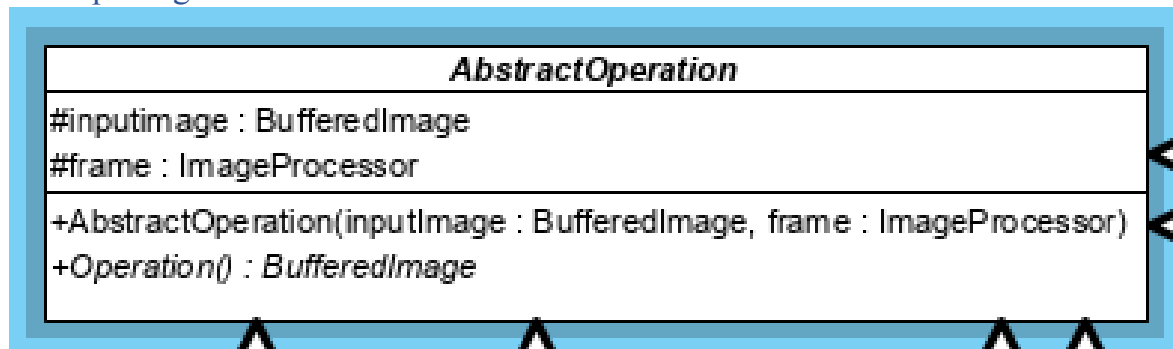 AbstractOperation
#inputimage : BufferedImage
#frame : ImageProcessor
+AbstractOperation(inputImage : BufferedImage, frame : ImageProcessor)
+Operation() : BufferedImage